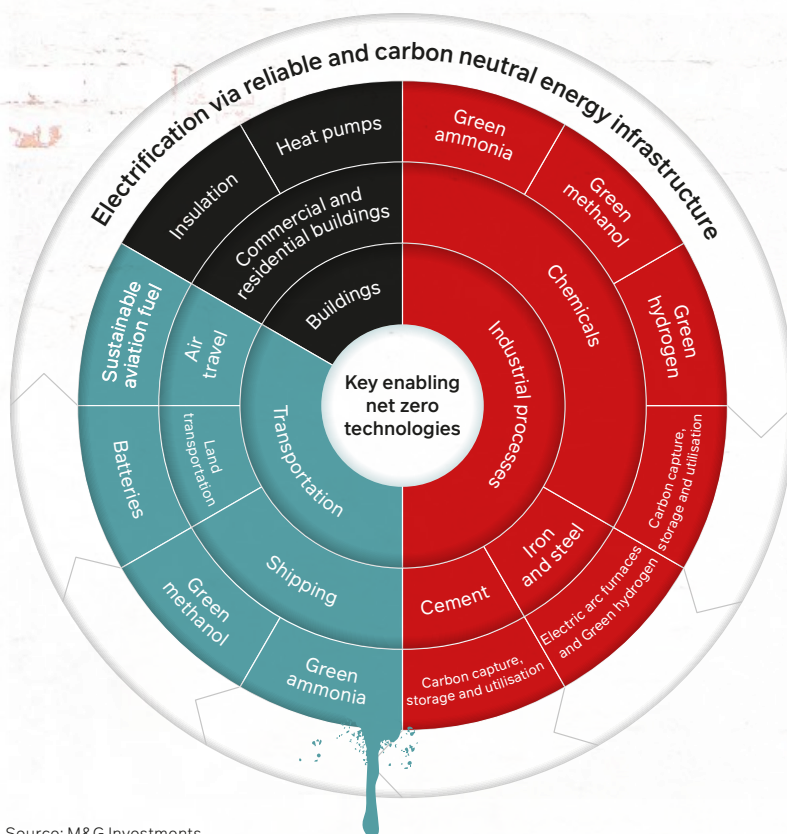 Electrification via reliable and carbon neutral energy infrastructure
Key enabling
net zero
technologies
Heat pumps
Insulation
Commercial and
residential buildings
Buildings
Green
ammonia
Green
methanol
Green
hydrogen
Chemicals
Industrial processes
Carbon capture,
storage and utilisation
Iron
and steel
Electric arc furnaces
and Green hydrogen
Cement
Carbon capture,
storage and utilisation
Sustainable
aviation fuel
Air
travel
Transportation
Batteries
Land
transportation
Shipping
Green
methanol
Green
ammonia
Source: M&G Investments